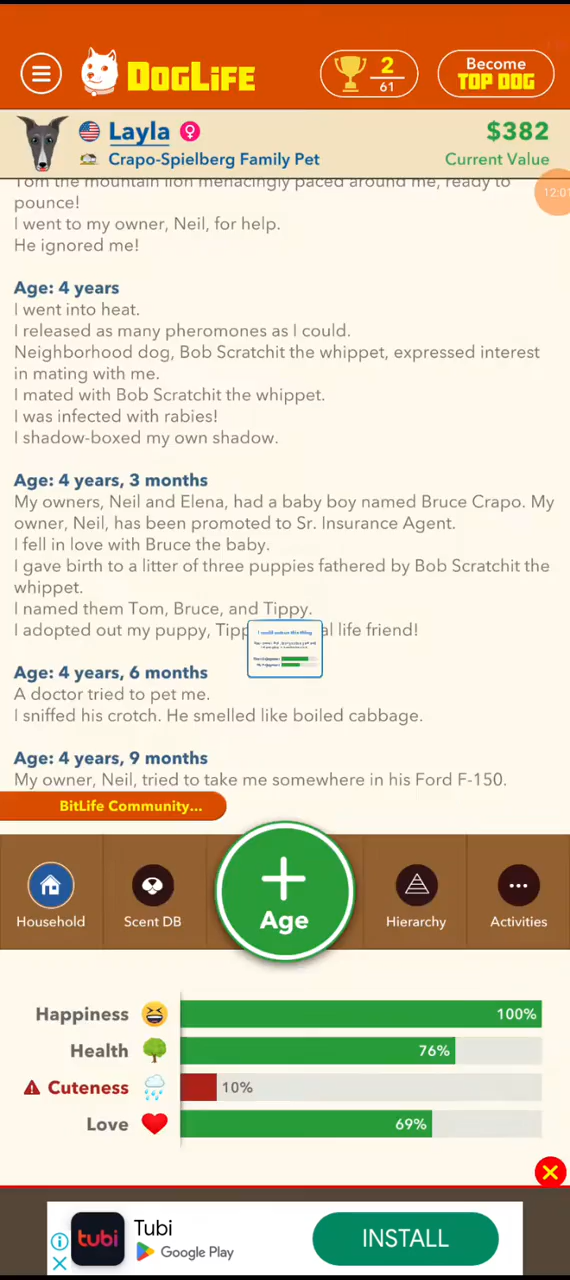 DOGLIFE
2
61
Become
TOP DOG
Layla
$382
Crapo-Spielberg Family Pet
Current Value
Tom the mountain lion menacingly paced around me, ready to
12:01
pounce!
I went to my owner, Neil, for help.
He ignored me!
Age: 4 years
I went into heat.
I released as many pheromones as I could.
Neighborhood dog, Bob Scratchit the whippet, expressed interest
in mating with me.
I mated with Bob Scratchit the whippet.
I was infected with rabies!
I shadow-boxed my own shadow.
Age: 4 years, 3 months
My owners, Neil and Elena, had a baby boy named Bruce Crapo. My
owner, Neil, has been promoted to Sr. Insurance Agent.
I fell in love with Bruce the baby.
I gave birth to a litter of three puppies fathered by Bob Scratchit the
whippet.
I named them Tom, Bruce, and Tippy.
I adopted out my puppy, life friend!
Age: 4 years, 6 months
A doctor tried to pet me.
I sniffed his crotch. He smelled like boiled cabbage.
Age: 4 years, 9 months
My owner, Neil, tried to take me somewhere in his Ford F-150.
BitLife Community...
Household
Scent DB
Age
Hierarchy
Activities
Happiness 100%
Health 76%
Cuteness 10%
Love 69%
tubi
Tubi
Google Play
INSTALL